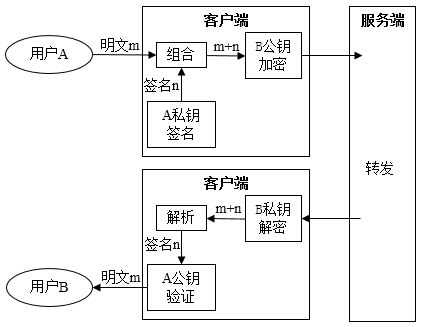 客户端
服务端
用户A
明文m
组合
m+n
B公钥
加密
签名n
A私钥
签名
转发
客户端
解析
m+n
B私钥
解密
签名n
用户B
明文m
A公钥
验证